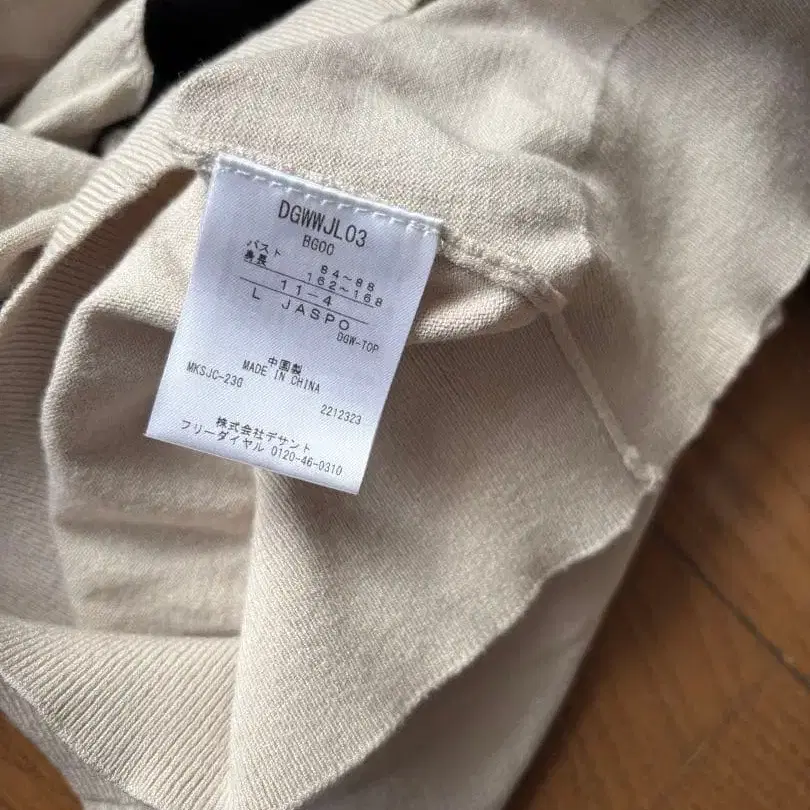 DGWWJL03
BG00
バスト 84～88
身長 162～168
11-4
L JASPO
DGW-TOP
中国製
MADE IN CHINA
MKSJC-230
2212323
株式会社デサント
フリーダイヤル 0120-46-0310